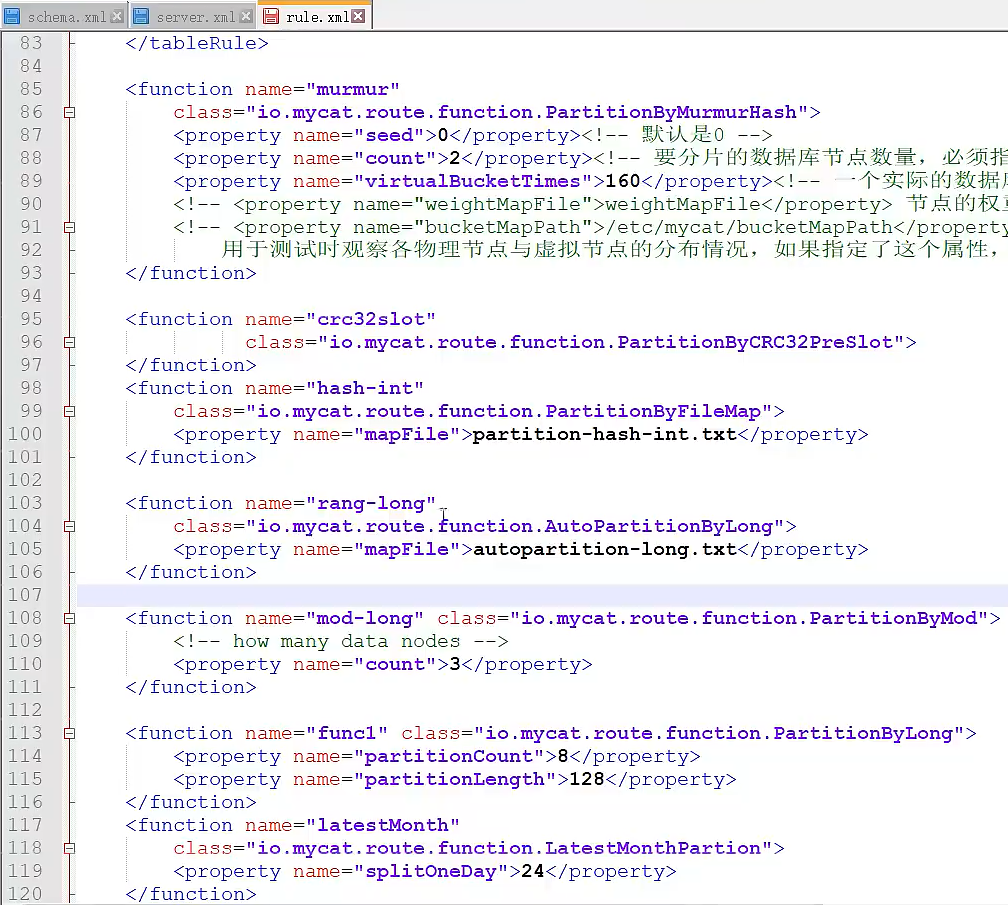 schema.xml server.xml rule.xml
83 </tableRule>
84
85 <function name="murmur"
86 class="io.mycat.route.function.PartitionByMurmurHash">
87 <property name="seed">0</property><!-- 默认是0 -->
88 <property name="count">2</property><!-- 要分片的数据库节点数量，必须指
89 <property name="virtualBucketTimes">160</property><!-- 一个实际的数据库
90 <!-- <property name="weightMapFile">weightMapFile</property> 节点的权重
91 <!-- <property name="bucketMapPath">/etc/mycat/bucketMapPath</property
92 用于测试时观察各物理节点与虚拟节点的分布情况，如果指定了这个属性，
93 </function>
94
95 <function name="crc32slot"
96 class="io.mycat.route.function.PartitionByCRC32PreSlot">
97 </function>
98 <function name="hash-int"
99 class="io.mycat.route.function.PartitionByFileMap">
100 <property name="mapFile">partition-hash-int.txt</property>
101 </function>
102
103 <function name="rang-long"
104 class="io.mycat.route.function.AutoPartitionByLong">
105 <property name="mapFile">autopartition-long.txt</property>
106 </function>
107
108 <function name="mod-long" class="io.mycat.route.function.PartitionByMod">
109 <!-- how many data nodes -->
110 <property name="count">3</property>
111 </function>
112
113 <function name="func1" class="io.mycat.route.function.PartitionByLong">
114 <property name="partitionCount">8</property>
115 <property name="partitionLength">128</property>
116 </function>
117 <function name="latestMonth"
118 class="io.mycat.route.function.LatestMonthPartion">
119 <property name="splitOneDay">24</property>
120 </function>